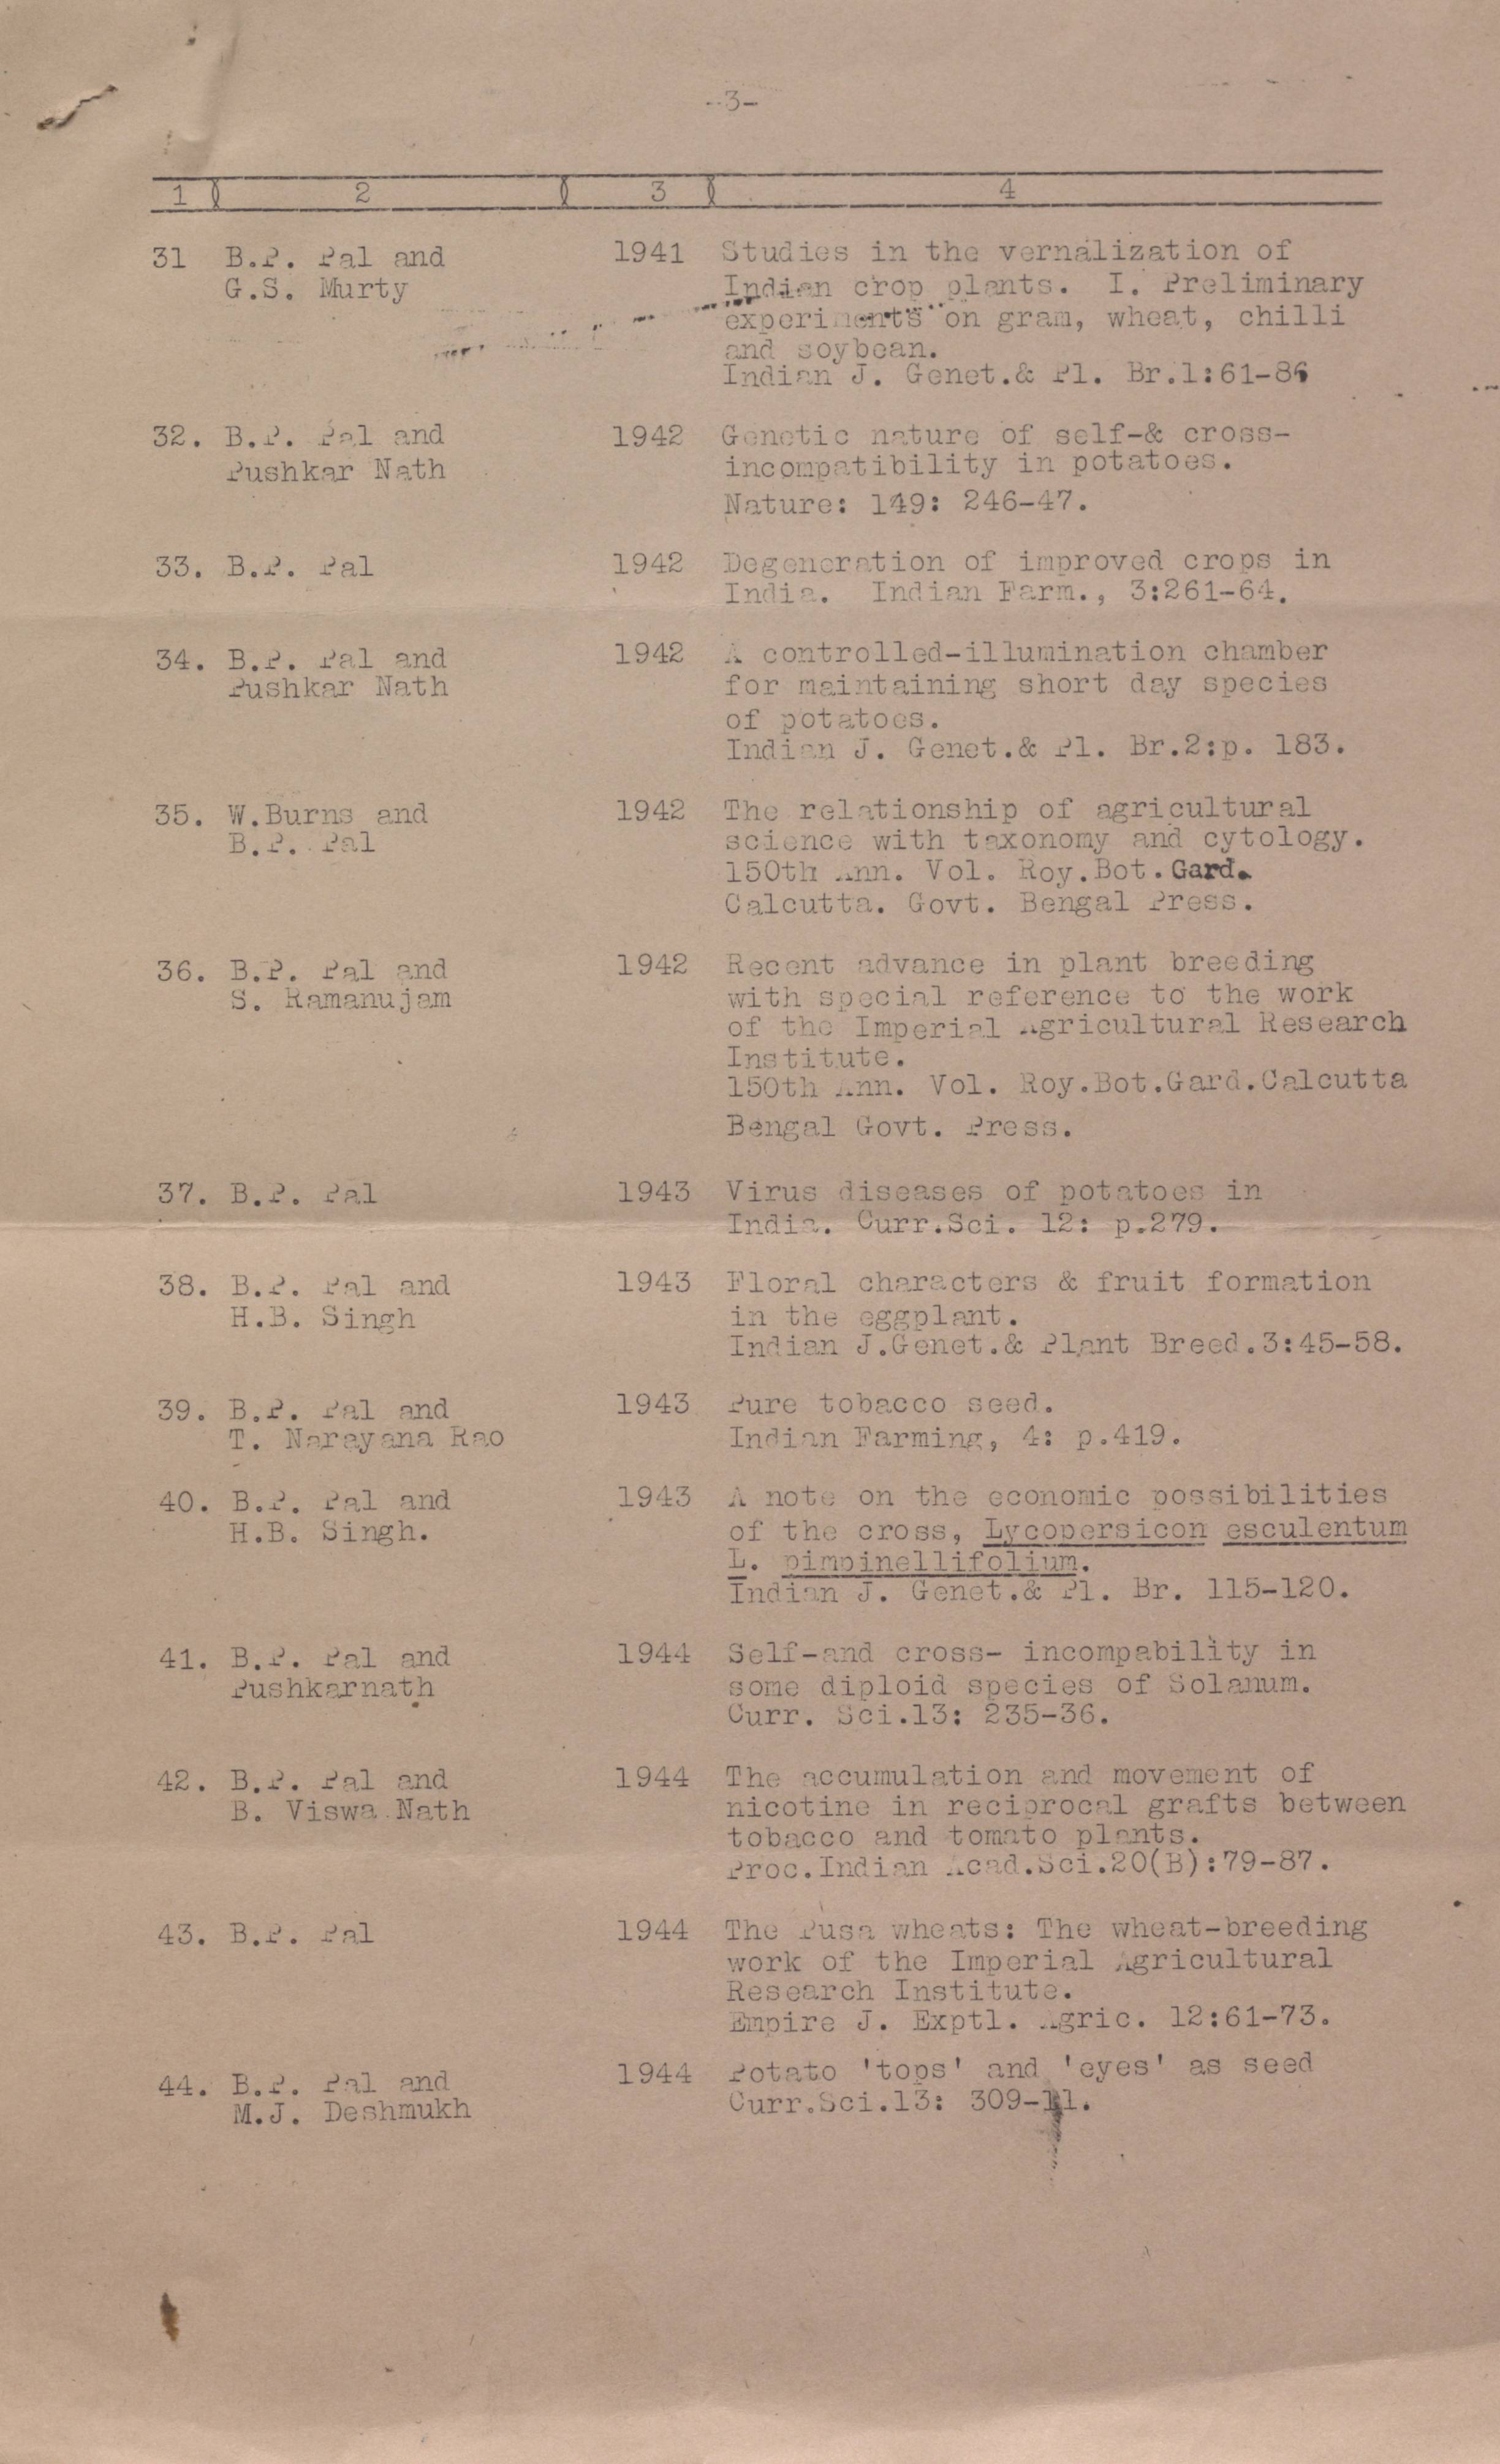 -3-
1 2 3 4
31 B.P. Pal and 1941 Studies in the vernalization of
G.S. Murty Indian crop plants. I. Preliminary
experiments on gram, wheat, chilli
and soybean.
Indian J. Genet.& Pl. Br.1:61-86
32. B.P. Pal and 1942 Genetic nature of self-& cross-
Pushkar Nath incompatibility in potatoes.
Nature: 149: 246-47.
33. B.P. Pal 1942 Degeneration of improved crops in
India. Indian Farm., 3:261-64.
34. B.P. Pal and 1942 A controlled-illumination chamber
Pushkar Nath for maintaining short day species
of potatoes.
Indian J. Genet.& Pl. Br.2:p. 183.
35. W.Burns and 1942 The relationship of agricultural
B.P. Pal science with taxonomy and cytology.
150th Ann. Vol. Roy.Bot.Gard.
Calcutta. Govt. Bengal Press.
36. B.P. Pal and 1942 Recent advance in plant breeding
S. Ramanujam with special reference to the work
of the Imperial Agricultural Research
Institute.
150th Ann. Vol. Roy.Bot.Gard.Calcutta
Bengal Govt. Press.
37. B.P. Pal 1943 Virus diseases of potatoes in
India. Curr.Sci. 12: p.279.
38. B.P. Pal and 1943 Floral characters & fruit formation
H.B. Singh in the eggplant.
Indian J.Genet.& Plant Breed.3:45-58.
39. B.P. Pal and 1943 Pure tobacco seed.
T. Narayana Rao Indian Farming, 4: p.419.
40. B.P. Pal and 1943 A note on the economic possibilities
H.B. Singh. of the cross, Lycopersicon esculentum
L. pimpinellifolium.
Indian J. Genet.& Pl. Br. 115-120.
41. B.P. Pal and 1944 Self-and cross- incompability in
Pushkarnath some diploid species of Solanum.
Curr. Sci.13: 235-36.
42. B.P. Pal and 1944 The accumulation and movement of
B. Viswa Nath nicotine in reciprocal grafts between
tobacco and tomato plants.
Proc.Indian Acad.Sci.20(B):79-87.
43. B.P. Pal 1944 The Pusa wheats: The wheat-breeding
work of the Imperial Agricultural
Research Institute.
Empire J. Exptl. Agric. 12:61-73.
44. B.P. Pal and 1944 Potato 'tops' and 'eyes' as seed
M.J. Deshmukh Curr.Sci.13: 309-11.